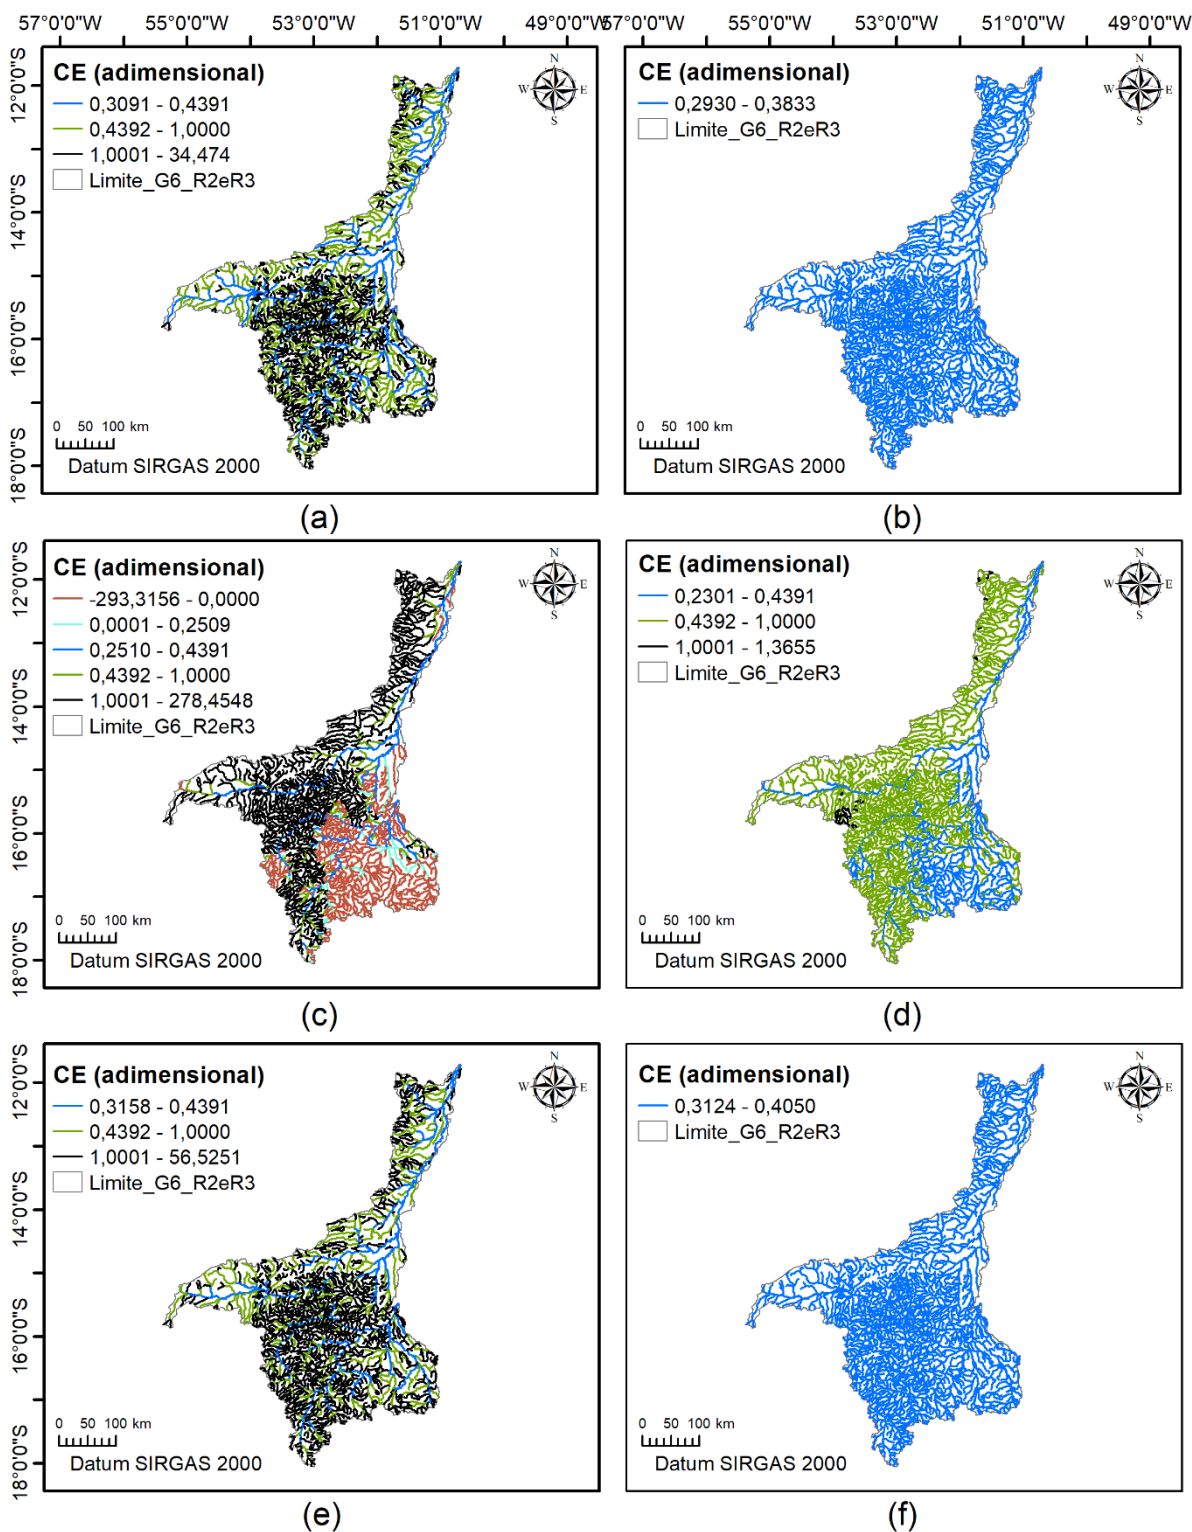 57°0'0"W 55°0'0"W 53°0'0"W 51°0'0"W 49°0'0"W
57°0'0"W 55°0'0"W 53°0'0"W 51°0'0"W 49°0'0"W
12°0'0"S
14°0'0"S
16°0'0"S
18°0'0"S
CE (adimensional)
0,3091 - 0,4391
0,4392 - 1,0000
1,0001 - 34,474
Limite_G6_R2eR3
N
W E
S
0 50 100 km
Datum SIRGAS 2000
(a)
CE (adimensional)
0,2930 - 0,3833
Limite_G6_R2eR3
N
W E
S
0 50 100 km
Datum SIRGAS 2000
(b)
12°0'0"S
14°0'0"S
16°0'0"S
18°0'0"S
CE (adimensional)
-293,3156 - 0,0000
0,0001 - 0,2509
0,2510 - 0,4391
0,4392 - 1,0000
1,0001 - 278,4548
Limite_G6_R2eR3
N
W E
S
0 50 100 km
Datum SIRGAS 2000
(c)
CE (adimensional)
0,2301 - 0,4391
0,4392 - 1,0000
1,0001 - 1,3655
Limite_G6_R2eR3
N
W E
S
0 50 100 km
Datum SIRGAS 2000
(d)
12°0'0"S
14°0'0"S
16°0'0"S
18°0'0"S
CE (adimensional)
0,3158 - 0,4391
0,4392 - 1,0000
1,0001 - 56,5251
Limite_G6_R2eR3
N
W E
S
0 50 100 km
Datum SIRGAS 2000
(e)
CE (adimensional)
0,3124 - 0,4050
Limite_G6_R2eR3
N
W E
S
0 50 100 km
Datum SIRGAS 2000
(f)